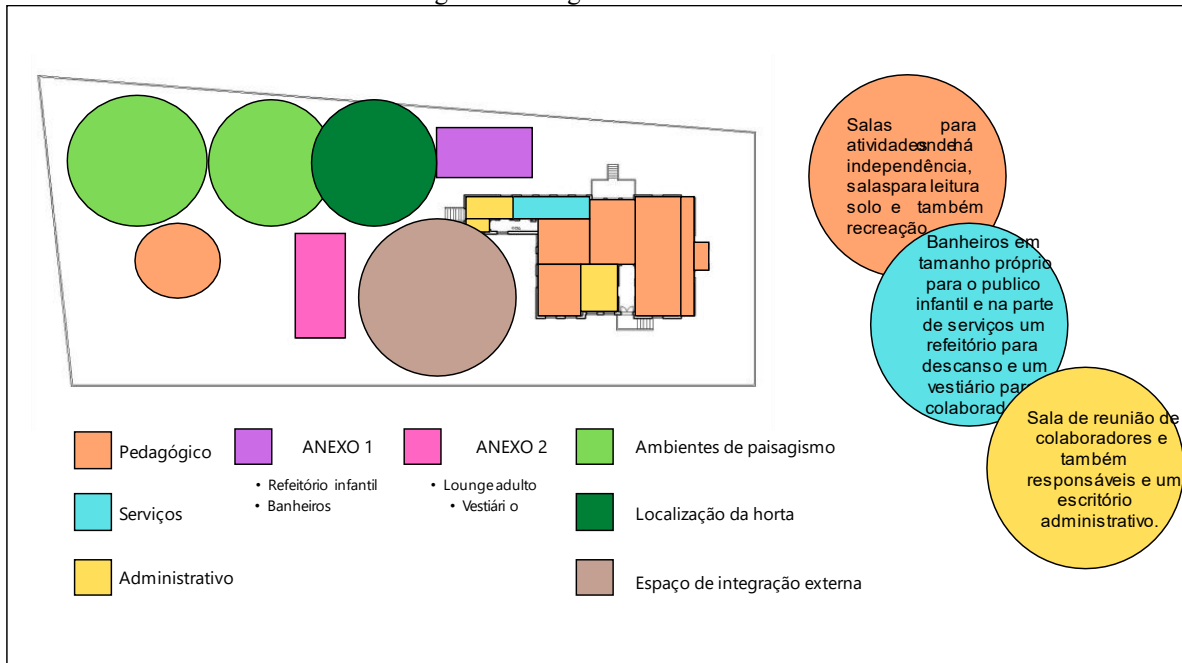 Salas para
atividades onde há
independência,
salas para leitura
solo e também
recreação
Banheiros em
tamanho próprio
para o publico
infantil e na parte
de serviços um
refeitório para
descanso e um
vestiário para
Sala de reunião de
colaboradores e
também
responsáveis e um
escritório
administrativo.
Pedagógico
ANEXO 1
• Refeitório infantil
• Banheiros
ANEXO 2
• Lounge adulto
• Vestiário
Ambientes de paisagismo
Serviços
Localização da horta
Administrativo
Espaço de integração externa